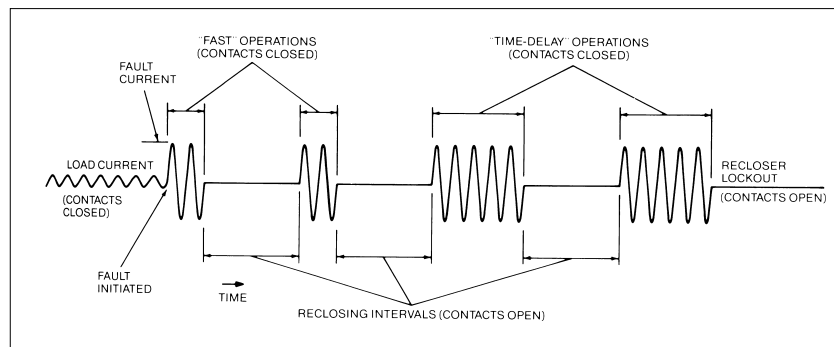 "FAST" OPERATIONS
(CONTACTS CLOSED)
"TIME-DELAY" OPERATIONS
(CONTACTS CLOSED)
FAULT
CURRENT
LOAD CURRENT
(CONTACTS
CLOSED)
RECLOSER
LOCKOUT
(CONTACTS OPEN)
FAULT
INITIATED
TIME
RECLOSING INTERVALS (CONTACTS OPEN)